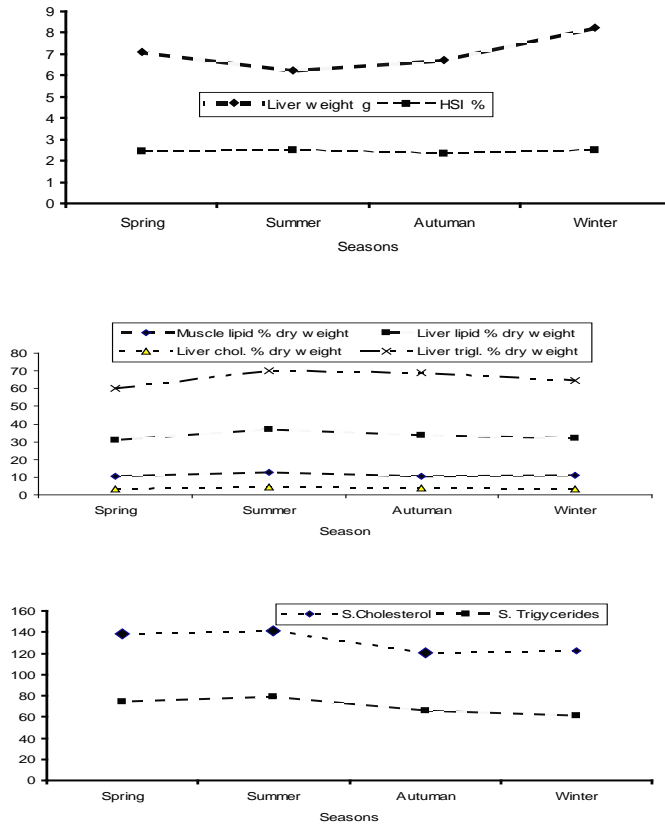 9
8
7
6
5
4
3
2
1
0
Liver weight g HSI %
Spring Summer Autuman Winter
Seasons
Muscle lipid % dry weight Liver lipid % dry weight
Liver chol. % dry weight Liver trigl. % dry weight
80
70
60
50
40
30
20
10
0
Spring Summer Autuman Winter
Season
S.Cholesterol S. Trigycerides
160
140
120
100
80
60
40
20
0
Spring Summer Autuman Winter
Seasons